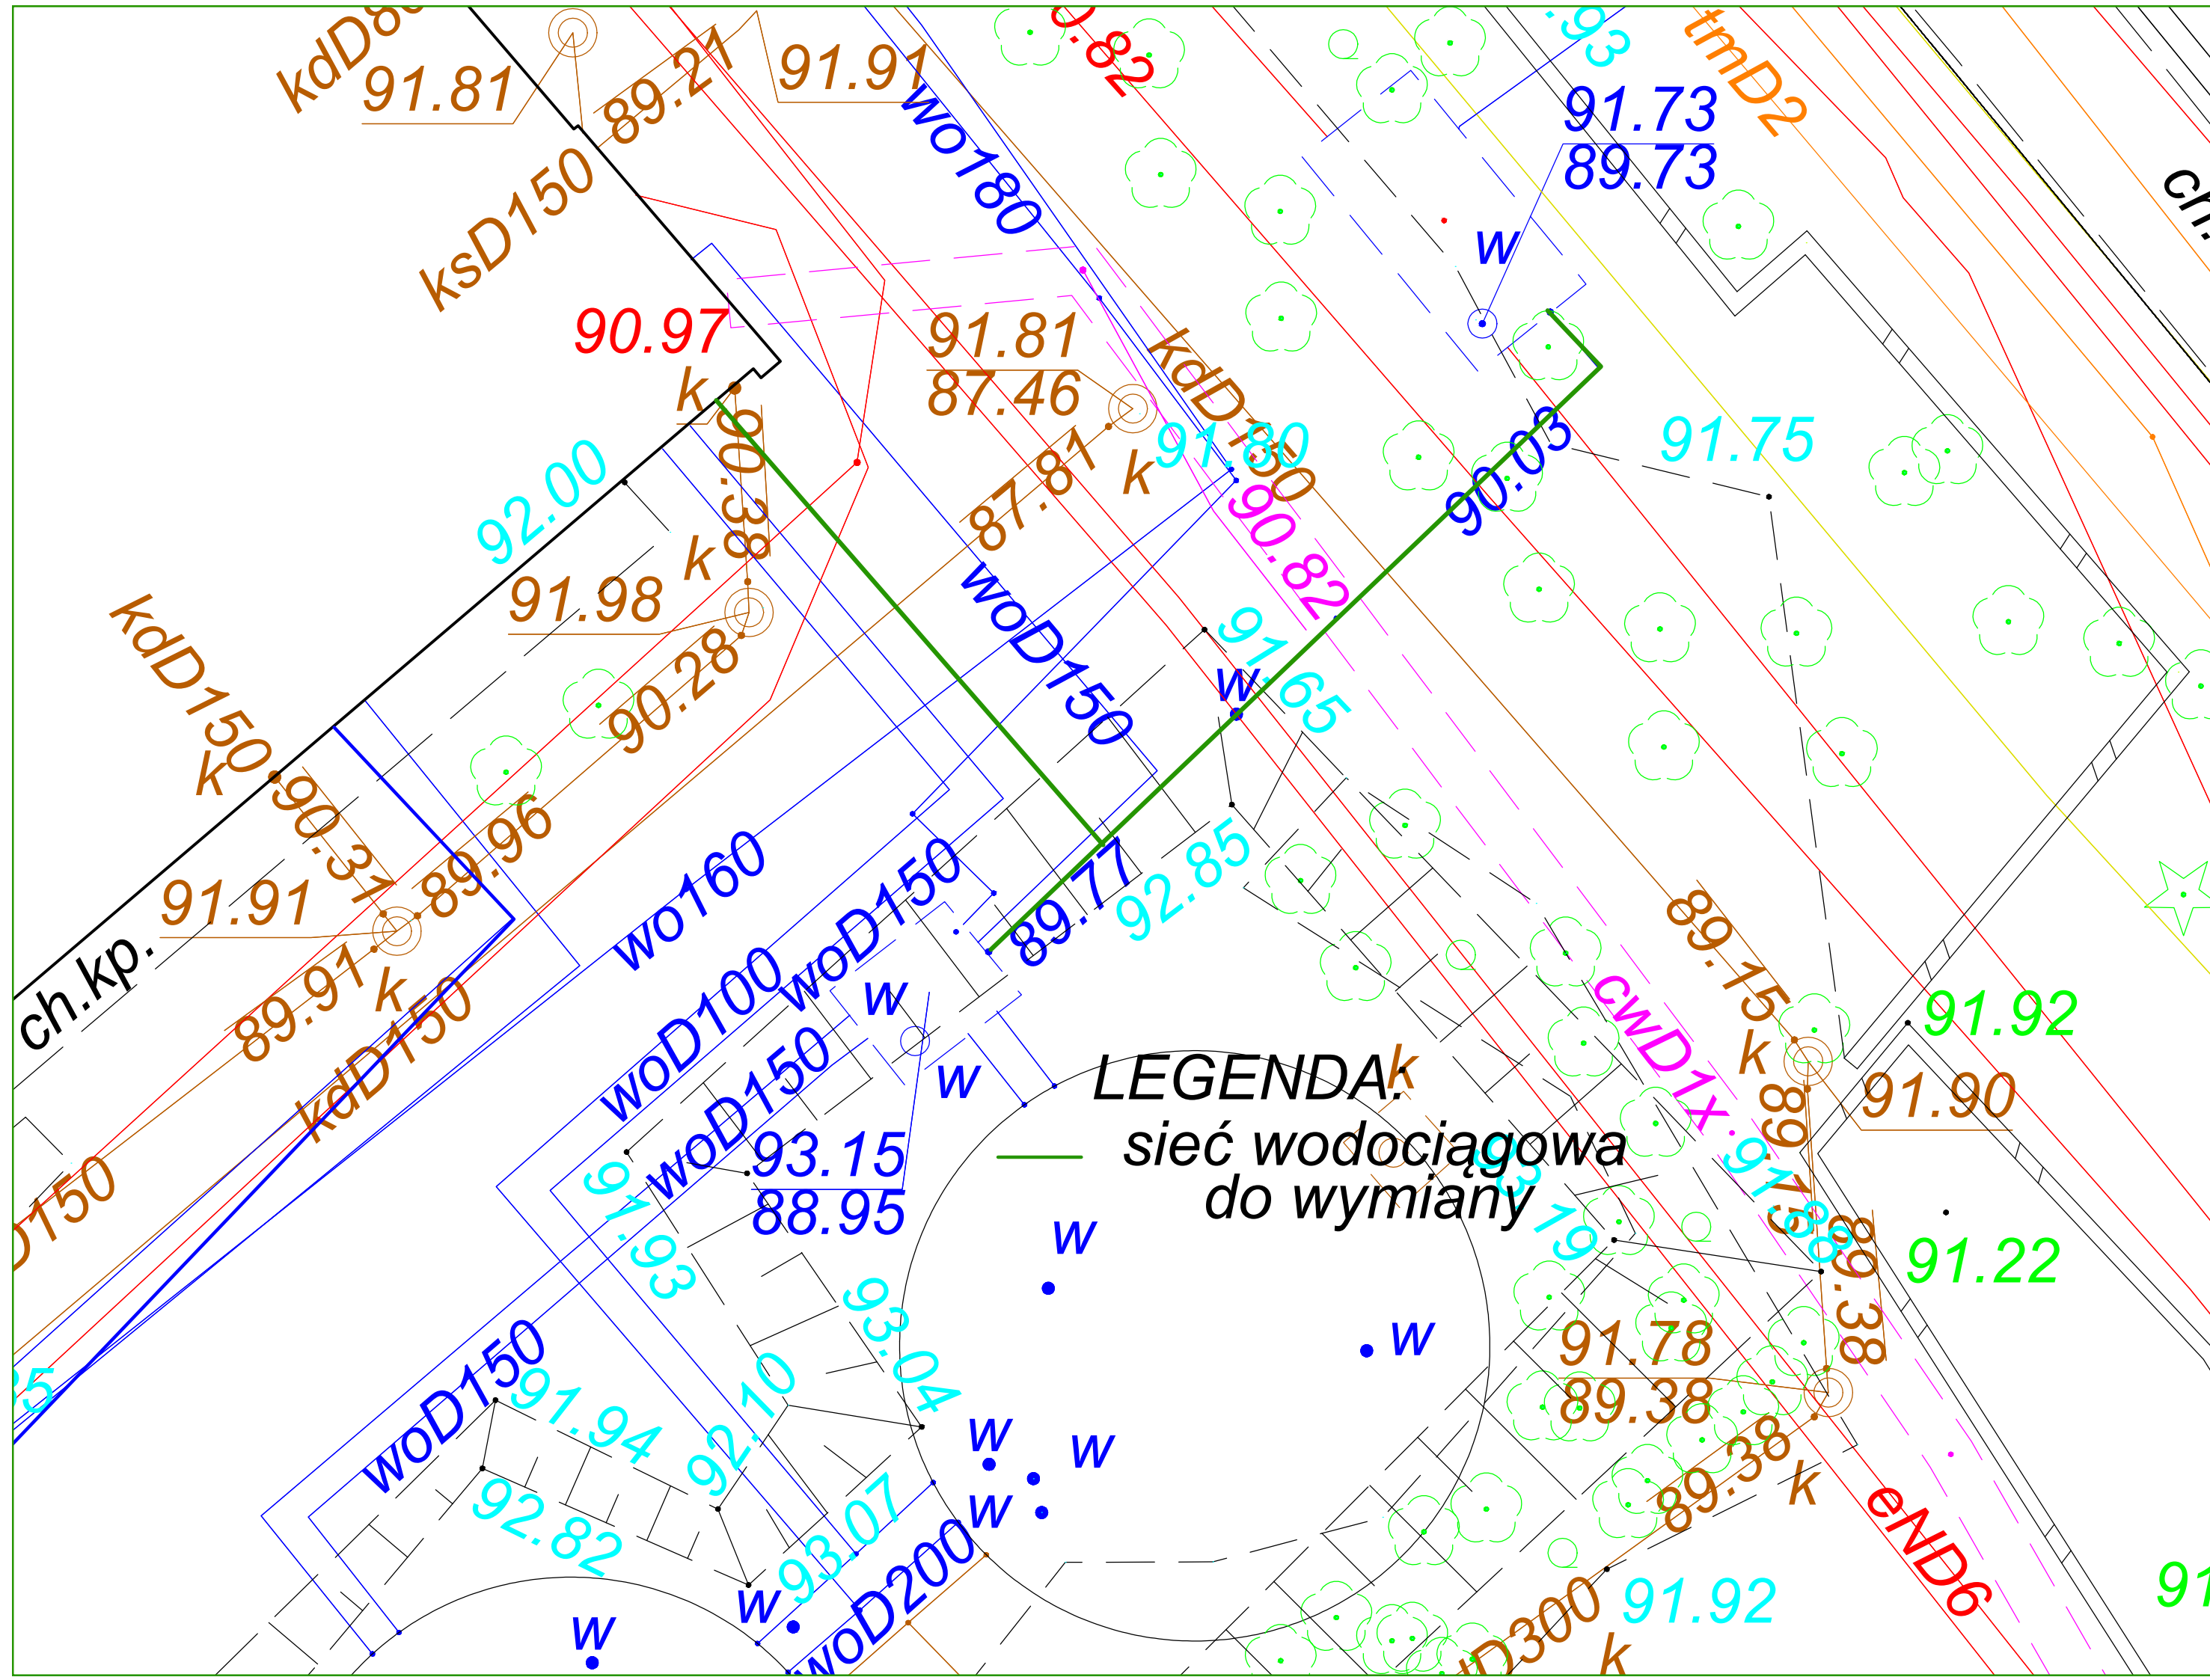 91.81
89.21
91.91
wo180
tmD2
91.73
89.73
ksD150
w
90.97
91.81
87.46
k
90.38
92.00
k
91.98
87.81
k
91.80
90.82
90.03
91.75
kdD150
k
90.37
90.28
woD150
91.65
w
91.91
89.96
wo160
woD150
89.77
92.85
ch.kp.
89.91
k
kdD150
woD100
w
woD150
w
89.15
k
cwD1x
91.92
91.90
LEGENDA:
k
sieć wodociągowa
do wymiany
93.15
88.95
91.93
w
91.88
89.38
91.22
93.04
w
91.78
89.38
woD150
91.94
92.10
w
w
w
92.82
93.07
89.38
k
eND6
w
w
woD200
91.92
k